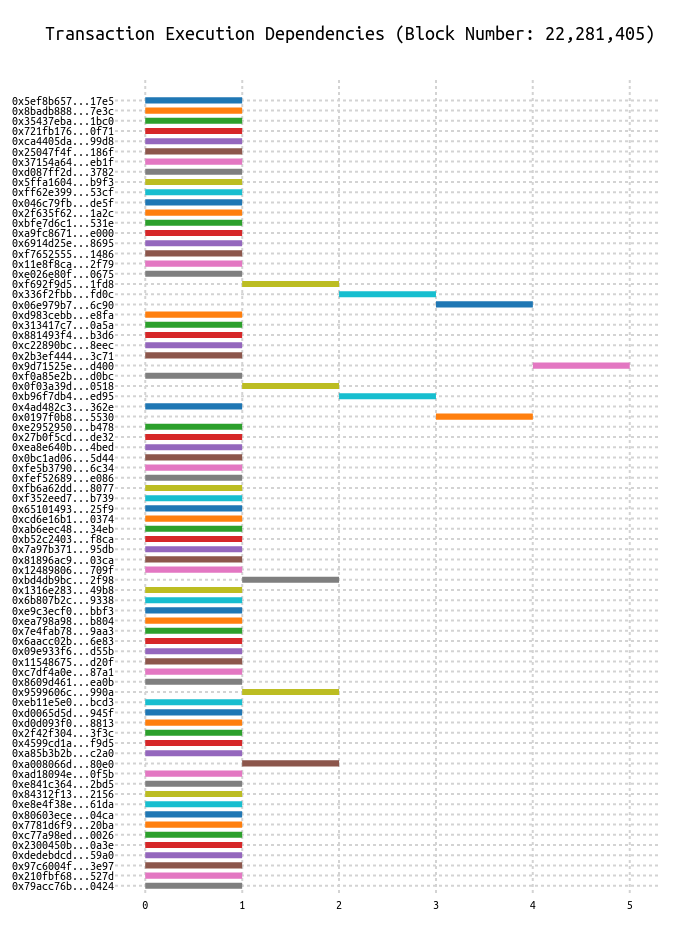 Transaction Execution Dependencies (Block Number: 22,281,405)
0x5ef8b657...17e5
0x8badb888...7e3c
0x35437eba...1bc0
0x721fb176...0f71
0xca4405da...99d8
0x25047f4f...186f
0x37154a64...eb1f
0xd087ff2d...3782
0x5ffa1604...b9f3
0xff62e399...53cf
0x046c79fb...de5f
0x2f635f62...1a2c
0xbfe7d6c1...531e
0xa9fc8671...e000
0x6914d25e...8695
0xf7652555...1486
0x11e8f8ca...2f79
0xe026e80f...0675
0xf692f9d5...1fd8
0x336f2fbb...fd0c
0x06e979b7...6c90
0xd983cebb...e8fa
0x313417c7...0a5a
0x881493f4...b3d6
0xc22890bc...8eec
0x2b3ef444...3c71
0x9d71525e...d400
0xf0a85e2b...d0bc
0x0f03a39d...0518
0xb96f7db4...ed95
0x4ad482c3...362e
0x0197f0b8...5530
0xe2952950...b478
0x27b0f5cd...de32
0xea8e640b...4bed
0x0bc1ad06...5d44
0xfe5b3790...6c34
0xfef52689...e086
0xfb6a62dd...8077
0xf352eed7...b739
0x65101493...25f9
0xcd6e16b1...0374
0xab6eec48...34eb
0xb52c2403...f8ca
0x7a97b371...95db
0x81896ac9...03ca
0x12489806...709f
0xbd4db9bc...2f98
0x1316e283...49b8
0x6b807b2c...9338
0xe9c3ecf0...bbf3
0xea798a98...b804
0x7e4fab78...9aa3
0x6aacc02b...6e83
0x09e933f6...d55b
0x11548675...d20f
0xc7df4a0e...87a1
0x8609d461...ea0b
0x9599606c...990a
0xeb11e5e0...bcd3
0xd0065d5d...945f
0xd0d093f0...8813
0x2f42f304...3f3c
0x4599cd1a...f9d5
0xa85b3b2b...c2a0
0xa008066d...80e0
0xad18094e...0f5b
0xe841c364...2bd5
0x84312f13...2156
0xe8e4f38e...61da
0x80603ece...04ca
0x7781d6f9...20ba
0xc77a98ed...0026
0x2300450b...0a3e
0xdedebdcd...59a0
0x97c6004f...3e97
0x210fbf68...527d
0x79acc76b...0424
0 1 2 3 4 5